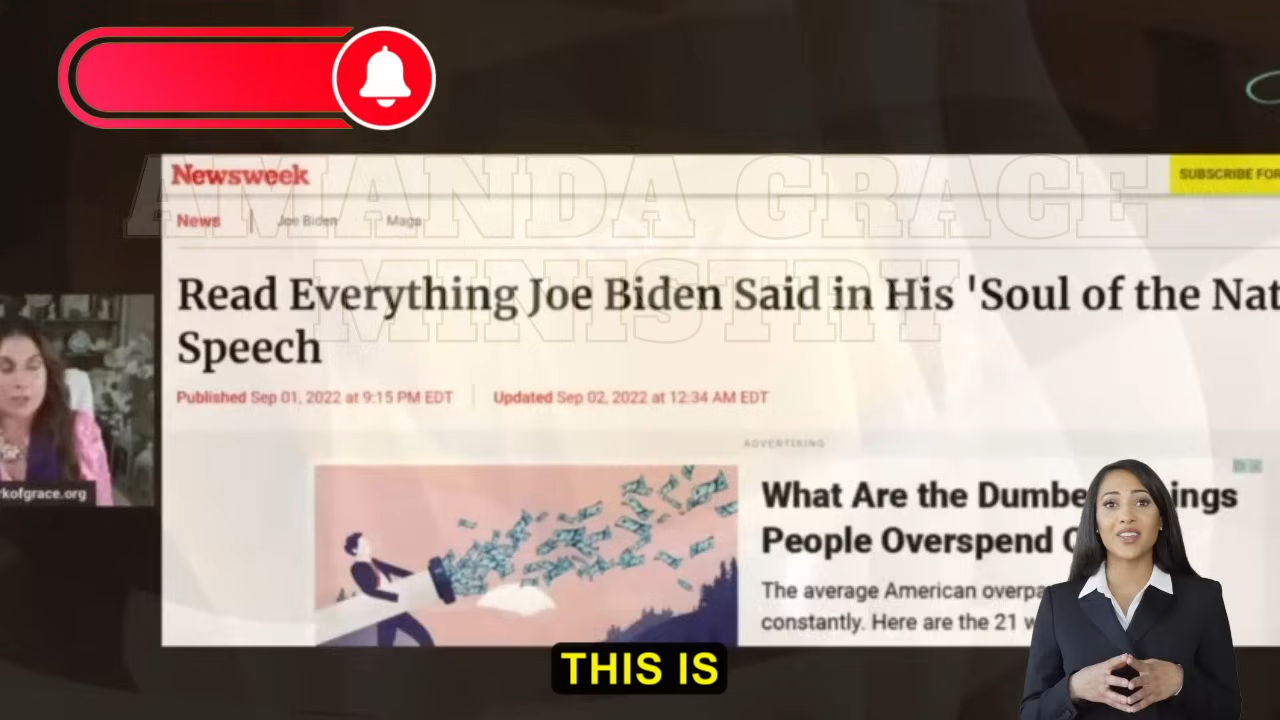 Newsweek
SUBSCRIBE FOR
AMANDA GRACE
MINISTRY
News | Joe Biden Maga
Read Everything Joe Biden Said in His 'Soul of the Nat
Speech
Published Sep 01, 2022 at 9:15 PM EDT | Updated Sep 02, 2022 at 12:34 AM EDT
ADVERTISING
What Are the Dumbe ings
People Overspend
The average American overpa
constantly. Here are the 21 w
rkofgrace.org
THIS IS